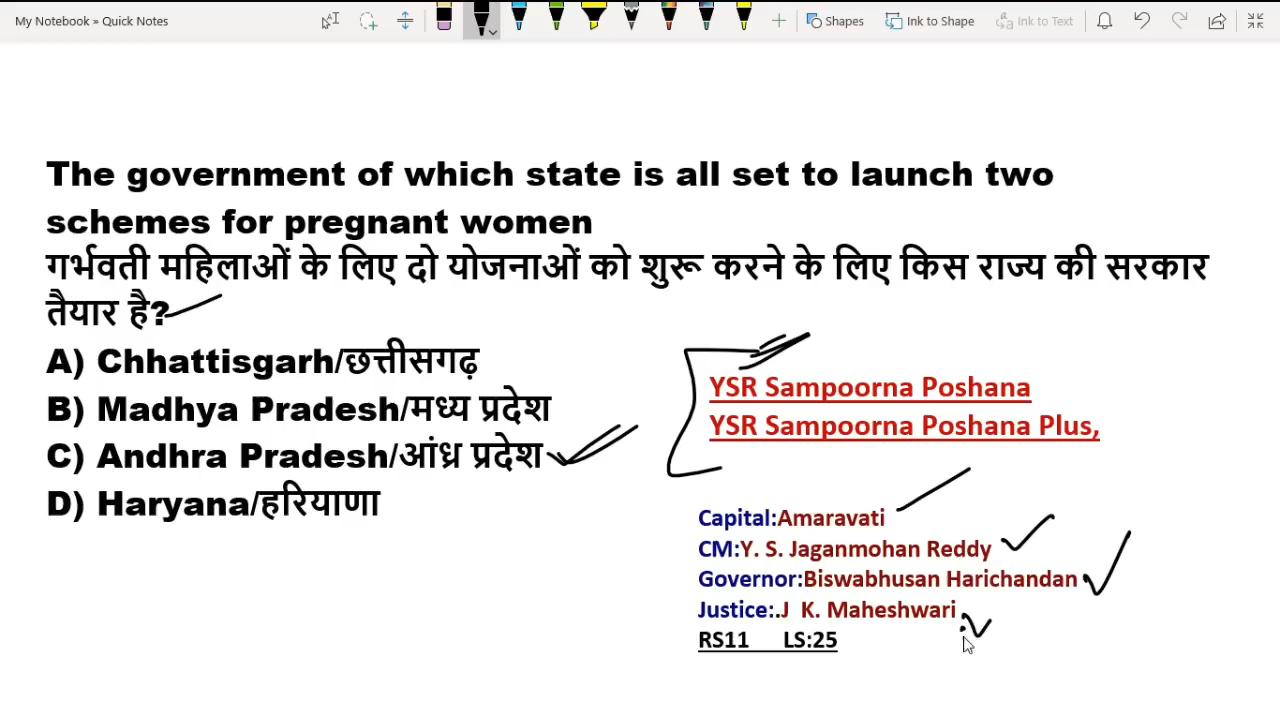 My Notebook » Quick Notes
Shapes
Ink to Shape
Ink to Text
The government of which state is all set to launch two
schemes for pregnant women
गर्भवती महिलाओं के लिए दो योजनाओं को शुरू करने के लिए किस राज्य की सरकार
तैयार है?
A) Chhattisgarh/छत्तीसगढ़
B) Madhya Pradesh/मध्य प्रदेश
C) Andhra Pradesh/आंध्र प्रदेश
D) Haryana/हरियाणा
YSR Sampoorna Poshana
YSR Sampoorna Poshana Plus,
Capital:Amaravati
CM:Y. S. Jaganmohan Reddy
Governor:Biswabhusan Harichandan
Justice:.J K. Maheshwari
RS11 LS:25